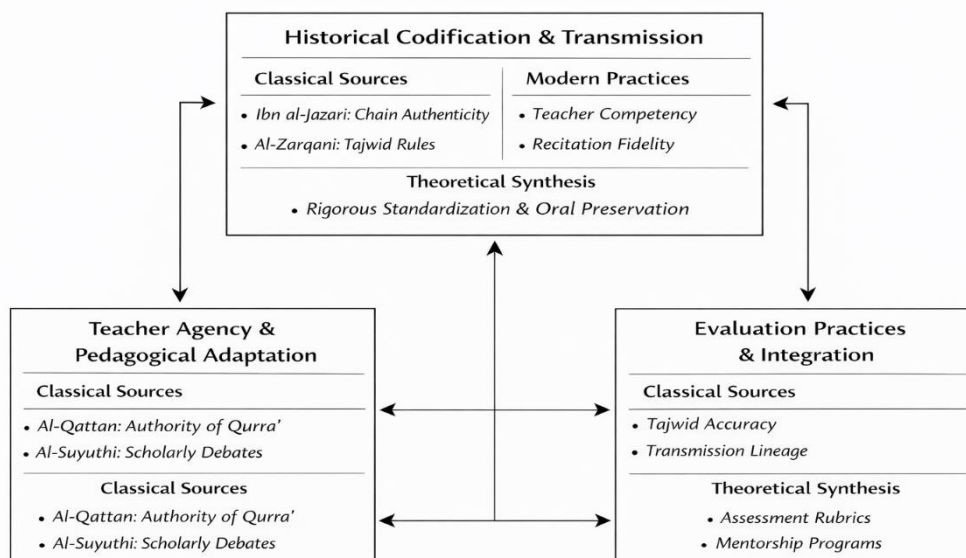 Historical Codification & Transmission
Classical Sources
• Ibn al-Jazari: Chain Authenticity
• Al-Zarqani: Tajwid Rules
Modern Practices
• Teacher Competency
• Recitation Fidelity
Theoretical Synthesis
• Rigorous Standardization & Oral Preservation
Teacher Agency &
Pedagogical Adaptation
Classical Sources
• Al-Qattan: Authority of Qurra’
• Al-Suyuthi: Scholarly Debates
Classical Sources
• Al-Qattan: Authority of Qurra’
• Al-Suyuthi: Scholarly Debates
Evaluation Practices
& Integration
Classical Sources
• Tajwid Accuracy
• Transmission Lineage
Theoretical Synthesis
• Assessment Rubrics
• Mentorship Programs